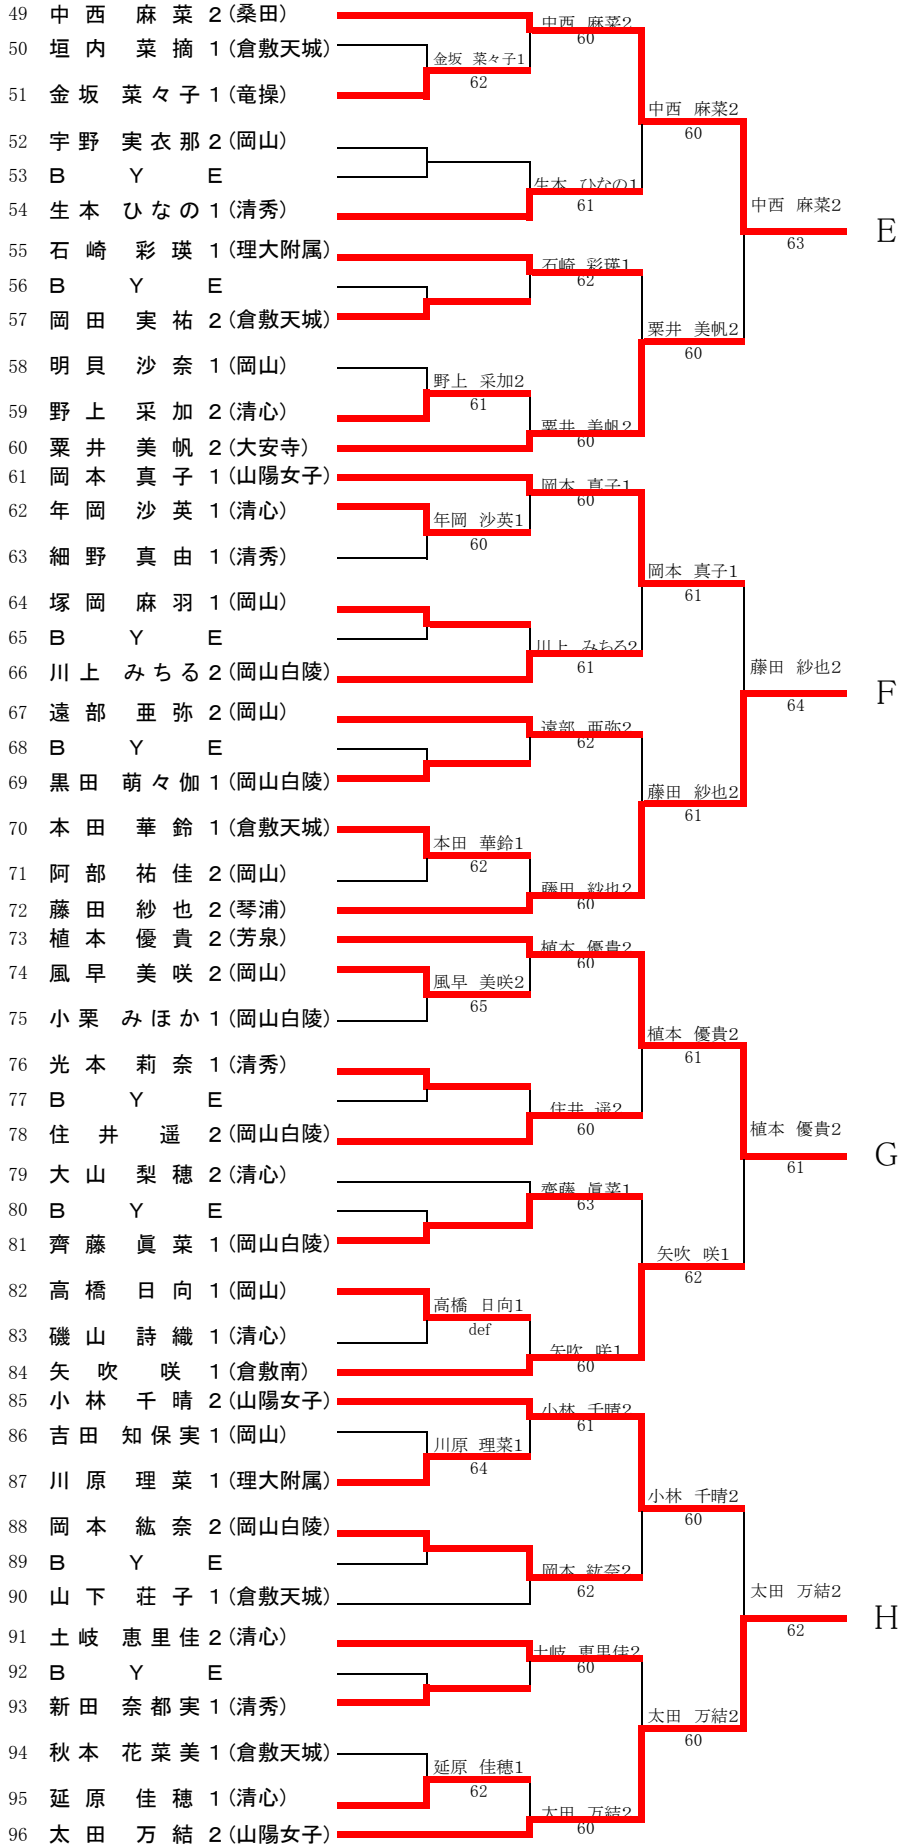 49 中西 麻菜 2 (桑田)
50 垣内 菜摘 1 (倉敷天城)
51 金坂 菜々子 1 (竜操)
52 宇野 実衣那 2 (岡山)
53 B Y E
54 生本 ひなの 1 (清秀)
55 石崎 彩瑛 1 (理大附属)
56 B Y E
57 岡田 実祐 2 (倉敷天城)
58 明貝 沙奈 1 (岡山)
59 野上 采加 2 (清心)
60 粟井 美帆 2 (大安寺)
61 岡本 真子 1 (山陽女子)
62 年岡 沙英 1 (清心)
63 細野 真由 1 (清秀)
64 塚岡 麻羽 1 (岡山)
65 B Y E
66 川上 みちる 2 (岡山白陵)
67 遠部 亜弥 2 (岡山)
68 B Y E
69 黒田 萌々伽 1 (岡山白陵)
70 本田 華鈴 1 (倉敷天城)
71 阿部 祐佳 2 (岡山)
72 藤田 紗也 2 (琴浦)
73 植本 優貴 2 (芳泉)
74 風早 美咲 2 (岡山)
75 小栗 みほか 1 (岡山白陵)
76 光本 莉奈 1 (清秀)
77 B Y E
78 住井 遥 2 (岡山白陵)
79 大山 梨穂 2 (清心)
80 B Y E
81 齊藤 眞菜 1 (岡山白陵)
82 高橋 日向 1 (岡山)
83 磯山 詩織 1 (清心)
84 矢吹 咲 1 (倉敷南)
85 小林 千晴 2 (山陽女子)
86 吉田 知保実 1 (岡山)
87 川原 理菜 1 (理大附属)
88 岡本 紘奈 2 (岡山白陵)
89 B Y E
90 山下 荘子 1 (倉敷天城)
91 土岐 恵里佳 2 (清心)
92 B Y E
93 新田 奈都実 1 (清秀)
94 秋本 花菜美 1 (倉敷天城)
95 延原 佳穂 1 (清心)
96 太田 万結 2 (山陽女子)
金坂 菜々子1
62
野上 采加2
61
年岡 沙英1
60
本田 華鈴1
62
風早 美咲2
65
高橋 日向1
def
川原 理菜1
64
延原 佳穂1
62
中西 麻菜2
60
生本 ひなの1
61
石崎 彩瑛1
62
粟井 美帆2
60
岡本 真子1
60
川上 みちる2
61
遠部 亜弥2
62
藤田 紗也2
60
植本 優貴2
60
住井 遥2
60
齊藤 眞菜1
63
矢吹 咲1
60
小林 千晴2
61
岡本 紘奈2
62
土岐 恵里佳2
60
太田 万結2
60
中西 麻菜2
60
粟井 美帆2
60
岡本 真子1
61
藤田 紗也2
61
植本 優貴2
61
矢吹 咲1
62
小林 千晴2
60
太田 万結2
60
中西 麻菜2
63
E
藤田 紗也2
64
F
植本 優貴2
61
G
太田 万結2
62
H